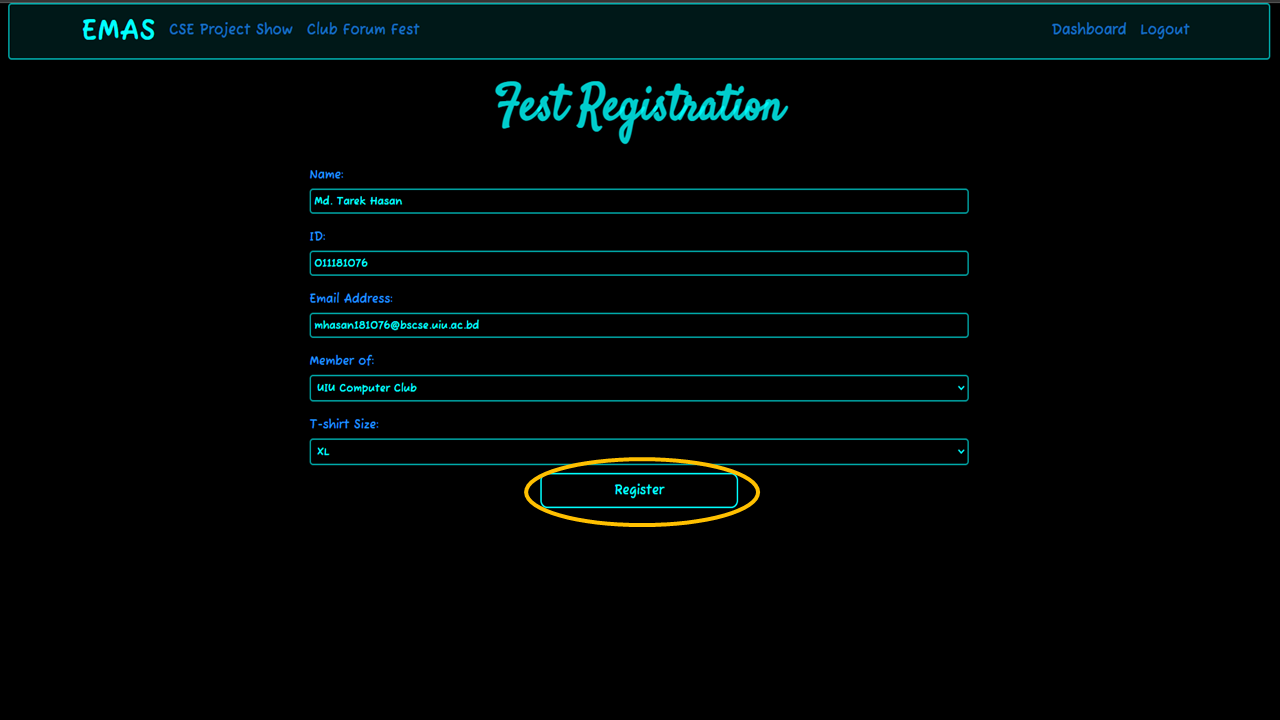 EMAS CSE Project Show Club Forum Fest Dashboard Logout
Fest Registration
Name:
Md. Tarek Hasan
ID:
011181076
Email Address:
mhasan181076@bscse.uiu.ac.bd
Member of:
UIU Computer Club
T-shirt Size:
XL
Register